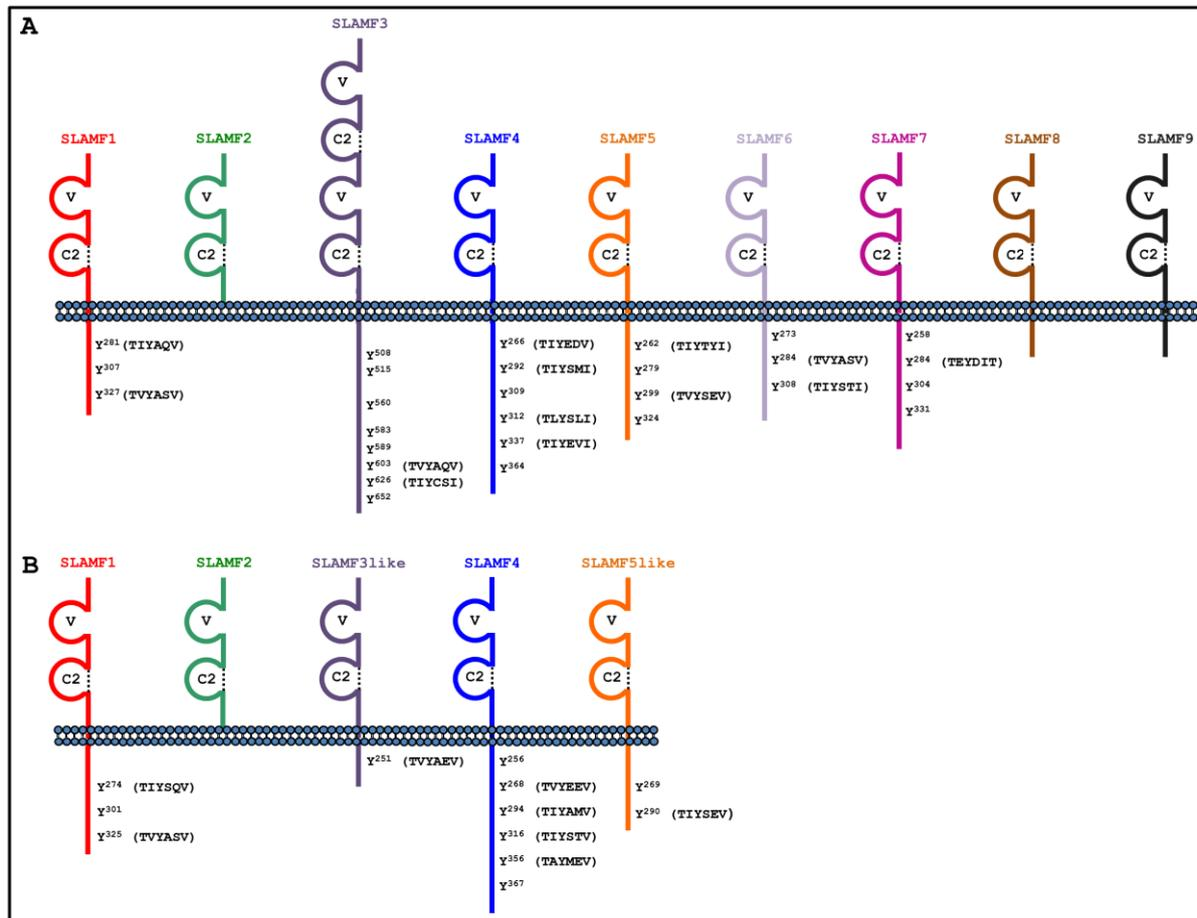 A
SLAMF3
SLAMF1 SLAMF2 SLAMF4 SLAMF5 SLAMF6 SLAMF7 SLAMF8 SLAMF9
V
C2
V V V V V V V V V
C2 C2 C2 C2 C2 C2 C2 C2 C2
Y281(TIYAQV)
Y307
Y327(TVYASV)
Y508
Y515
Y560
Y583
Y589
Y603 (TVYAQV)
Y626 (TIYCSI)
Y652
Y266 (TIYEDV)
Y292 (TIYSMI)
Y309
Y312 (TLYSLI)
Y337 (TIYEVI)
Y364
Y262 (TIYTYI)
Y279
Y299 (TVYSEV)
Y324
Y273
Y284 (TVYASV)
Y308 (TIYSTI)
Y258
Y284 (TEYDIT)
Y304
Y331
B
SLAMF1 SLAMF2 SLAMF3like SLAMF4 SLAMF5like
V V V V V
C2 C2 C2 C2 C2
Y274 (TIYSQV)
Y301
Y325 (TVYASV)
Y251 (TVYAEV)
Y256
Y268 (TVYEEV)
Y294 (TIYAMV)
Y316 (TIYSTV)
Y356 (TAYMEV)
Y367
Y269
Y290 (TIYSEV)